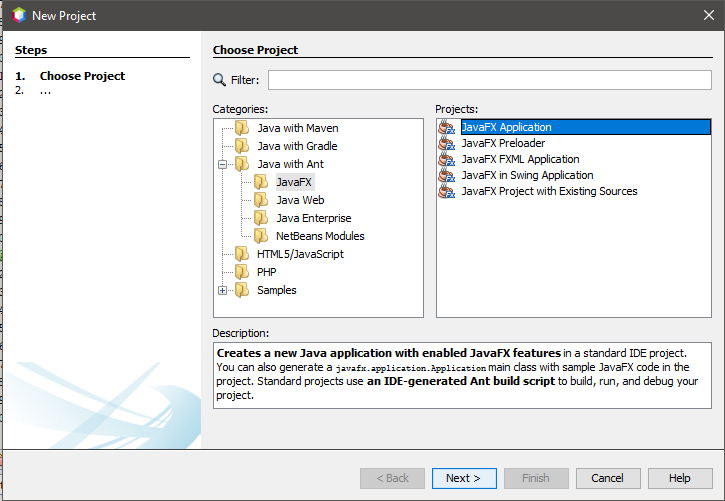 New Project
Steps
1. Choose Project
2. ...
Choose Project
Filter:
Categories:
Java with Maven
Java with Gradle
Java with Ant
JavaFX
Java Web
Java Enterprise
NetBeans Modules
HTML5/JavaScript
PHP
Samples
Projects:
JavaFX Application
JavaFX Preloader
JavaFX FXML Application
JavaFX in Swing Application
JavaFX Project with Existing Sources
Description:
Creates a new Java application with enabled JavaFX features in a standard IDE project.
You can also generate a javafx.application.Application main class with sample JavaFX code in the
project. Standard projects use an IDE-generated Ant build script to build, run, and debug your
project.
< Back
Next >
Finish
Cancel
Help